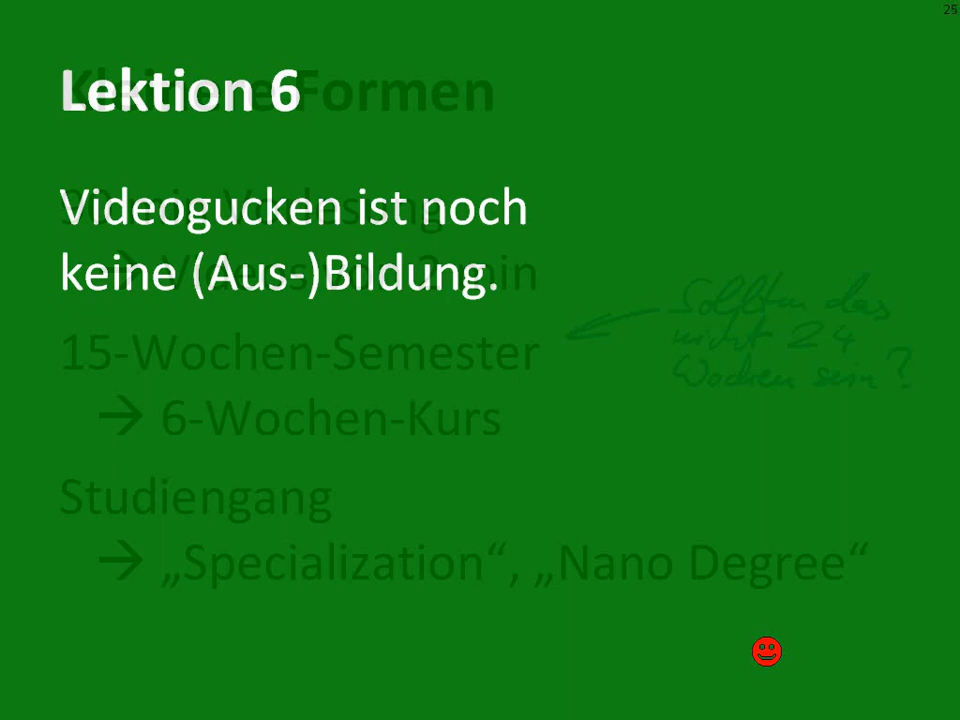 25
Lektion 6
Formen
Videogucken ist noch
keine (Aus-)Bildung.
15-Wochen-Semester
→ 6-Wochen-Kurs
Sollten das
nicht 24
Wochen sein?
Studiengang
→ „Specialization“, „Nano Degree“